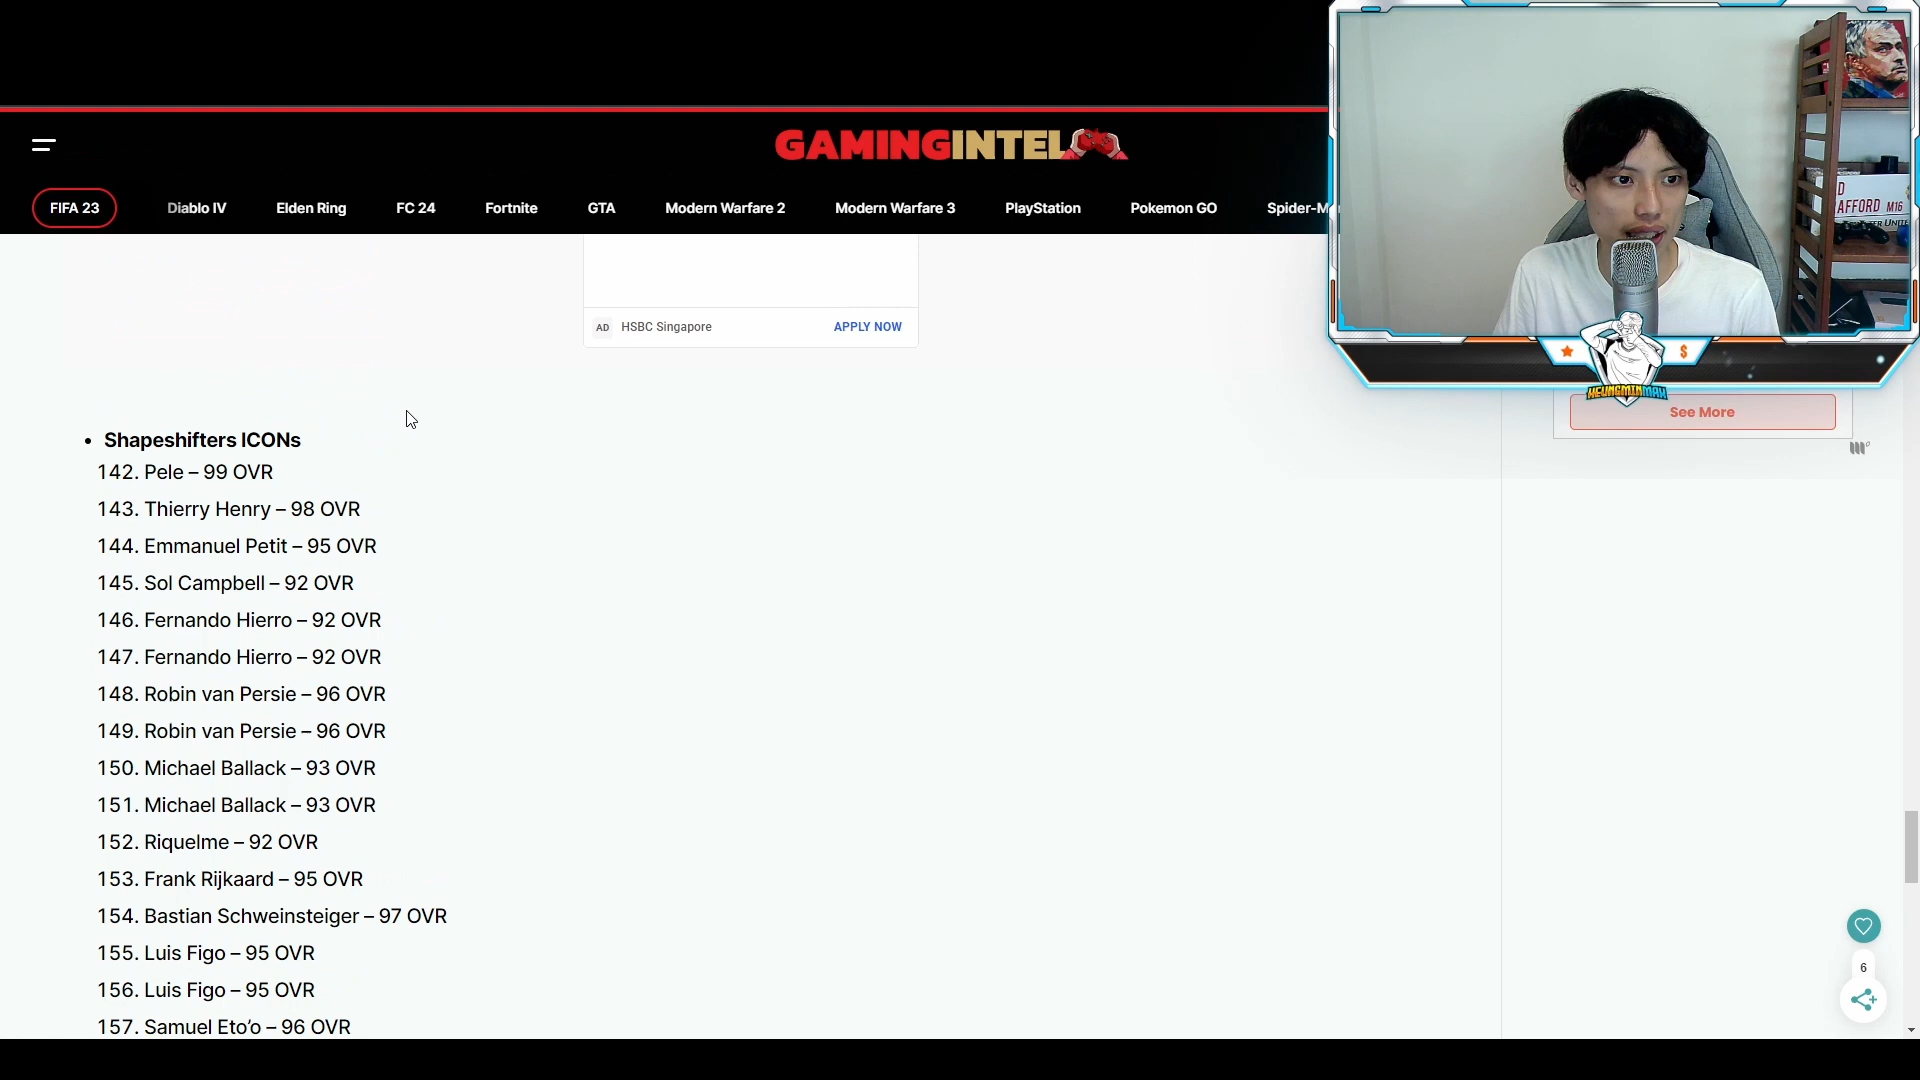 GAMINGINTEL
FIFA 23
Diablo IV
Elden Ring
FC 24
Fortnite
GTA
Modern Warfare 2
Modern Warfare 3
PlayStation
Pokemon GO
Spider-M
AD HSBC Singapore APPLY NOW
• Shapeshifters ICONs
142. Pele – 99 OVR
143. Thierry Henry – 98 OVR
144. Emmanuel Petit – 95 OVR
145. Sol Campbell – 92 OVR
146. Fernando Hierro – 92 OVR
147. Fernando Hierro – 92 OVR
148. Robin van Persie – 96 OVR
149. Robin van Persie – 96 OVR
150. Michael Ballack – 93 OVR
151. Michael Ballack – 93 OVR
152. Riquelme – 92 OVR
153. Frank Rijkaard – 95 OVR
154. Bastian Schweinsteiger – 97 OVR
155. Luis Figo – 95 OVR
156. Luis Figo – 95 OVR
157. Samuel Eto’o – 96 OVR
D
AFFORD M16
$
HEUNGMINMAX
See More
6